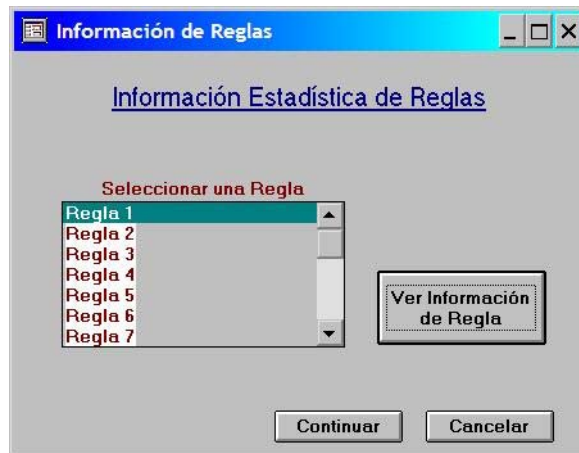 Información de Reglas
Información Estadística de Reglas
Seleccionar una Regla
Regla 1
Regla 2
Regla 3
Regla 4
Regla 5
Regla 6
Regla 7
Ver Información
de Regla
Continuar
Cancelar